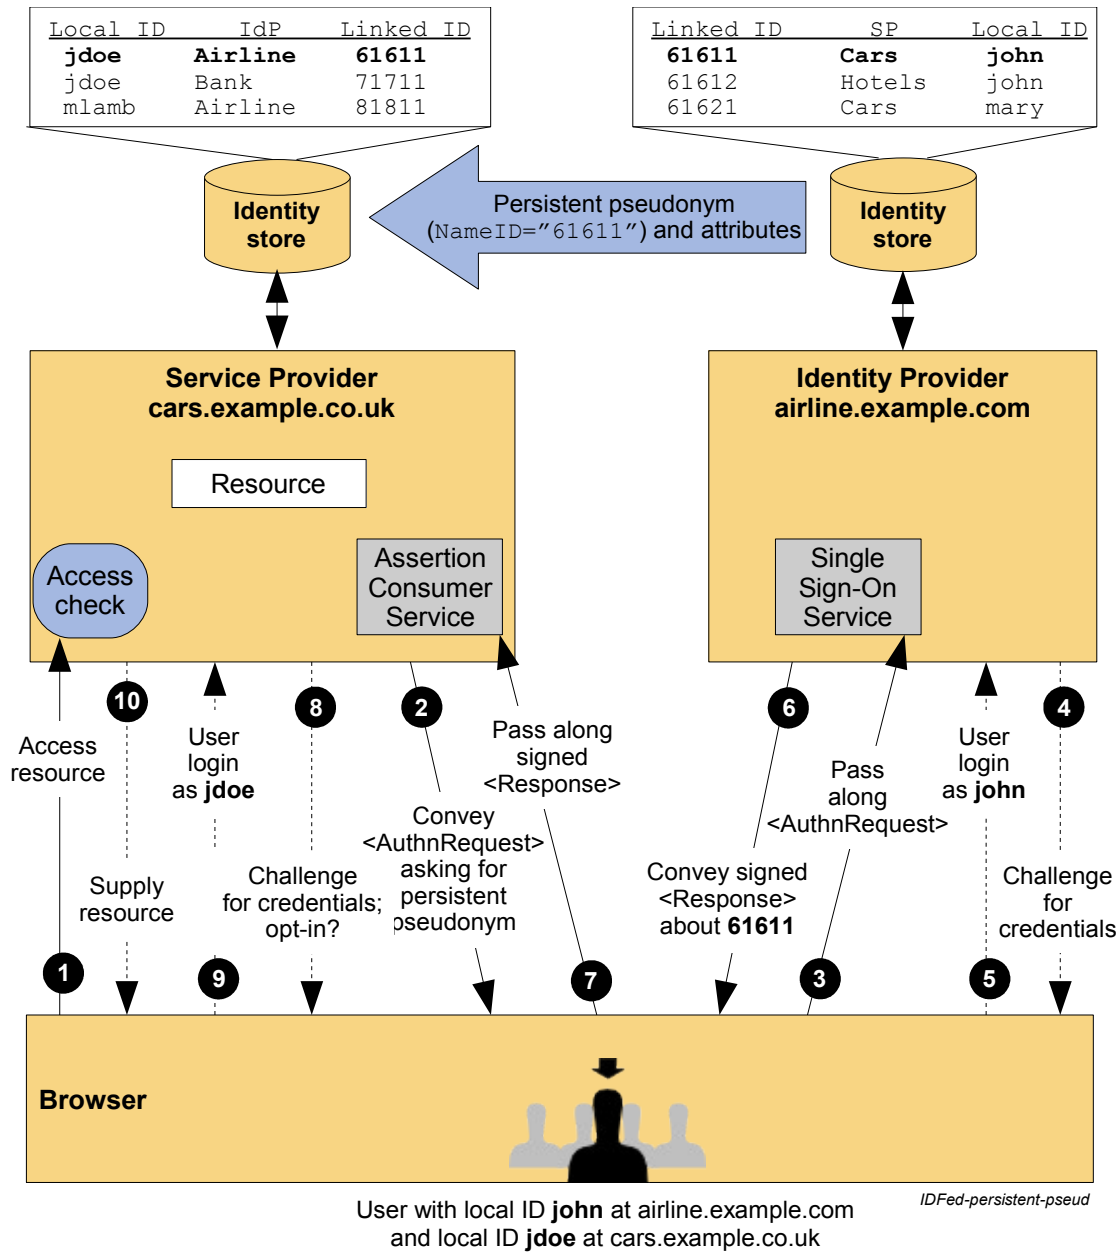 Local ID IdP Linked ID
jdoe Airline 61611
jdoe Bank 71711
mlamb Airline 81811
Linked ID SP Local ID
61611 Cars john
61612 Hotels john
61621 Cars mary
Identity
store
Persistent pseudonym
(NameID=”61611”) and attributes
Identity
store
Service Provider
cars.example.co.uk
Identity Provider
airline.example.com
Resource
Access
check
Assertion
Consumer
Service
Single
Sign-On
Service
10
8
2
6
4
Access
resource
User
login
as jdoe
Pass along
signed
<Response>
Pass
along
<AuthnRequest>
User
login
as john
Supply
resource
Challenge
for credentials;
opt-in?
Convey
<AuthnRequest>
asking for
persistent
pseudonym
Convey signed
<Response>
about 61611
Challenge
for
credentials
1
9
7
3
5
Browser
IDFed-persistent-pseud
User with local ID john at airline.example.com
and local ID jdoe at cars.example.co.uk